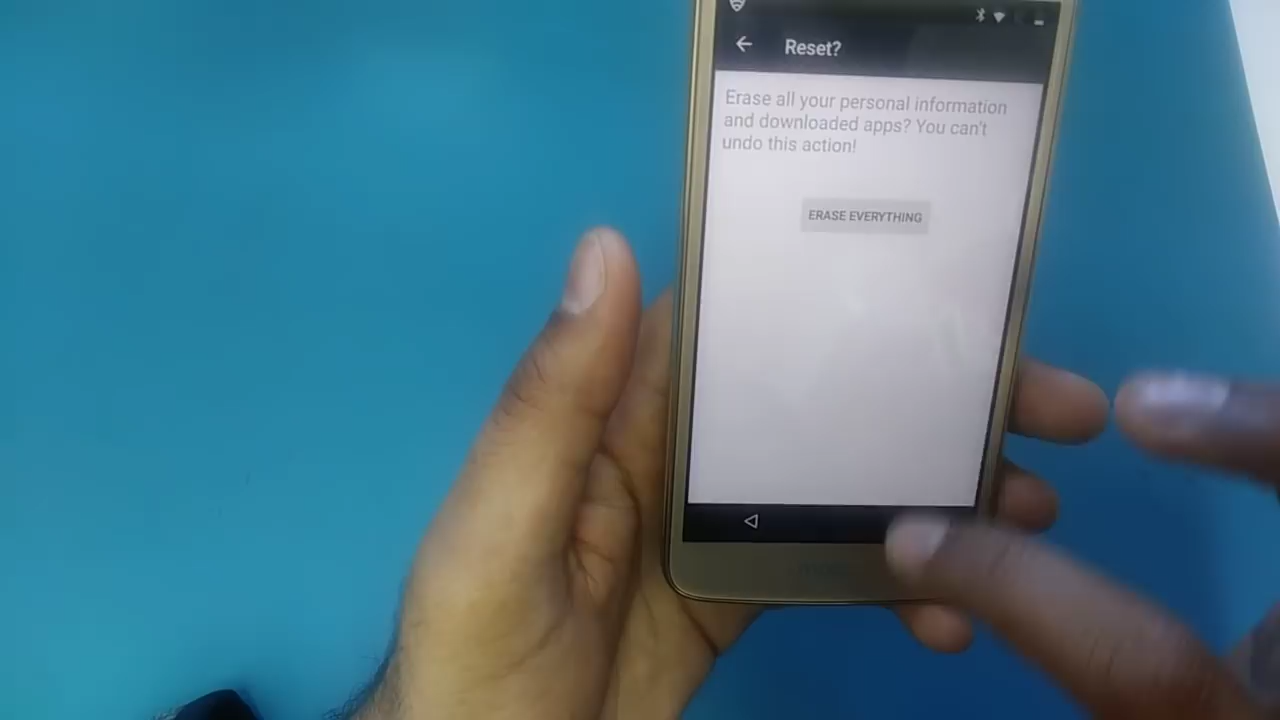 Reset?
Erase all your personal information
and downloaded apps? You can't
undo this action!
ERASE EVERYTHING